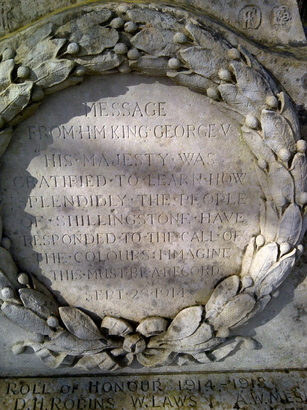 MESSAGE
FROM H.M KING GEORGE V
HIS·MAJESTY·WAS
GRATIFIED·TO·LEARN·HOW
SPLENDIDLY·THE·PEOPLE
OF·SHILLINGSTONE·HAVE
RESPONDED·TO·THE·CALL·OF
THE·COLOURS·I·IMAGINE
THIS·MUST·BE·A·RECORD
SEPT 1914
ROLL OF HONOUR 1914-1918
D.H.ROBINS W.LAWS A.W.